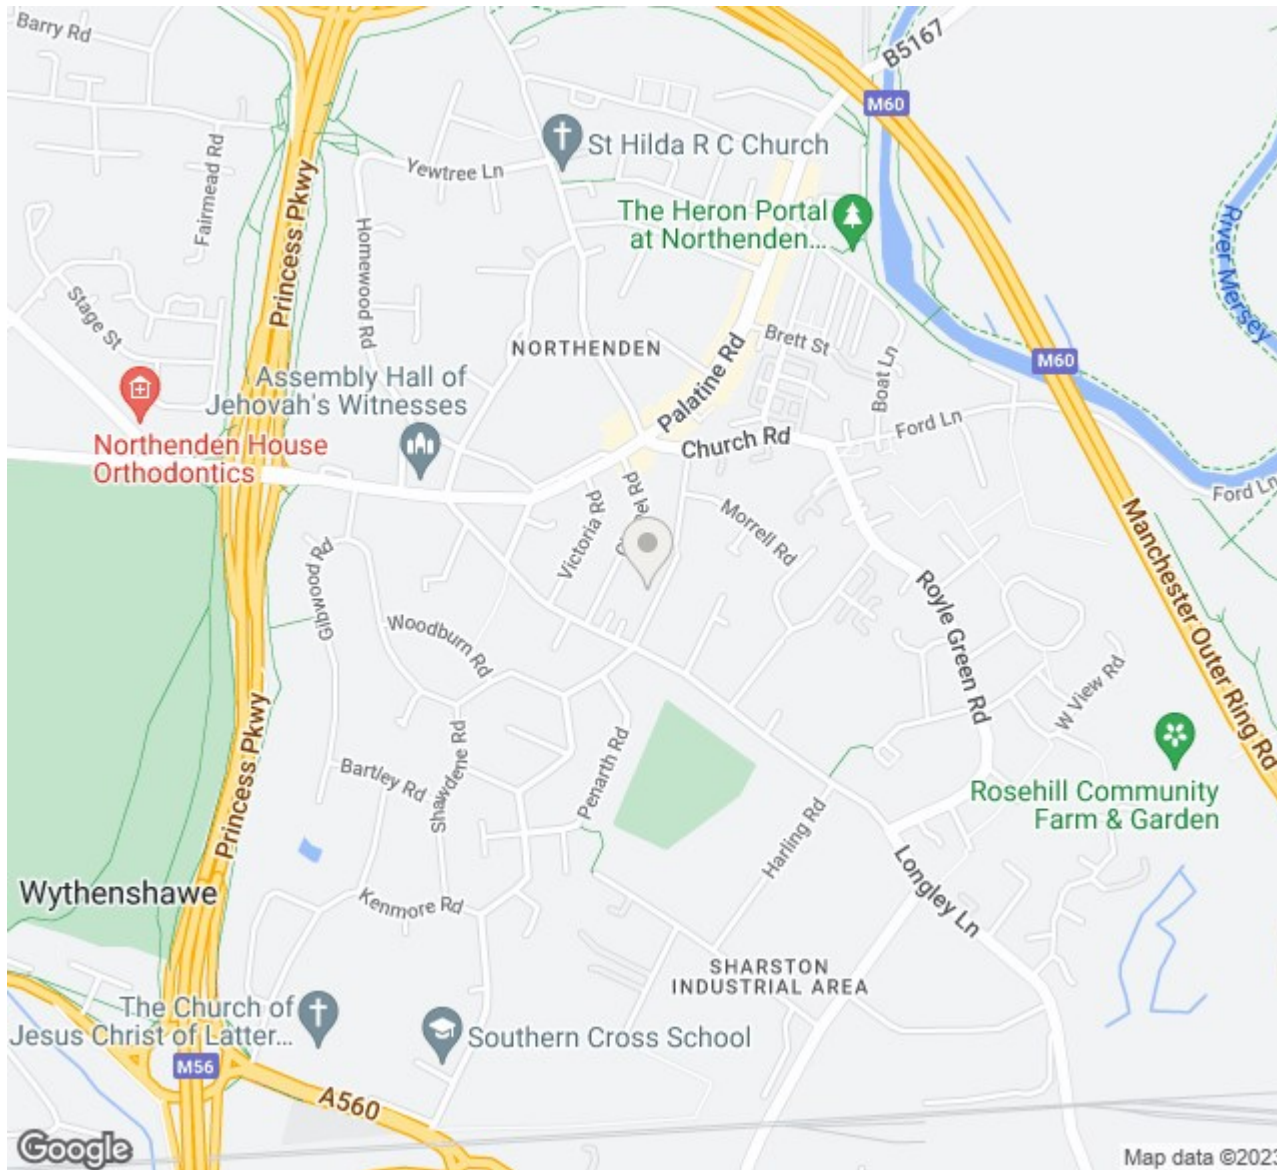 Barry Rd
B5167
M60
St Hilda R C Church
Yewtree Ln
Fairmead Rd
Princess Pkwy
The Heron Portal
at Northenden...
River Mersey
Homewood Rd
Stage St
NORTHENDEN
Palatine Rd
Brett St
M60
Boat Ln
Assembly Hall of
Jehovah's Witnesses
Church Rd
Ford Ln
Northenden House
Orthodontics
Ford Ln
Victoria Rd
Rd
Morrell Rd
Manchester Outer Ring Rd
Gibwood Rd
Woodburn Rd
Royle Green Rd
W View Rd
Princess Pkwy
Bartley Rd
Shawdene Rd
Penarth Rd
Rosehill Community
Farm & Garden
Harling Rd
Longley Ln
Wythenshawe
Kenmore Rd
SHARSTON
INDUSTRIAL AREA
The Church of
Jesus Christ of Latter...
Southern Cross School
M56
A560
Google
Map data ©2023